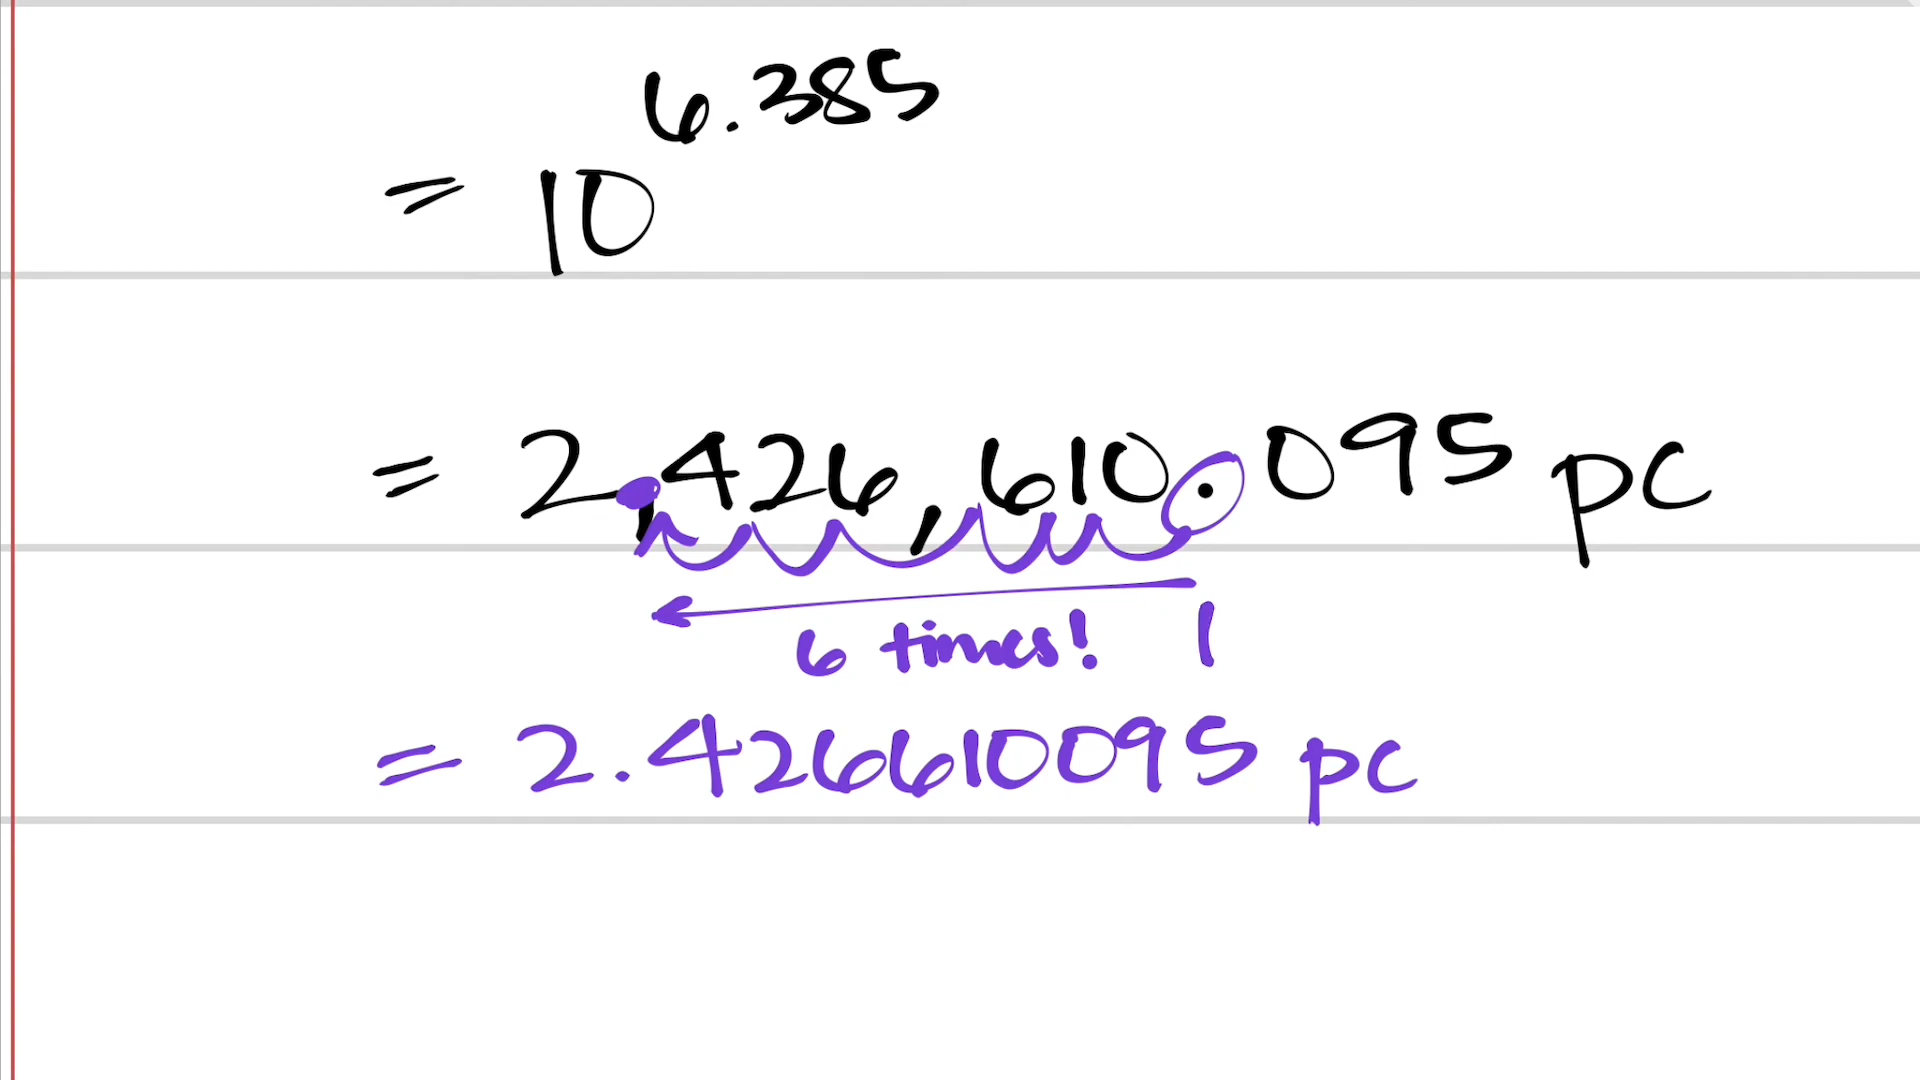 = 10^6.385
= 2,426,610.095 pc
6 times!
= 2.426610095 pc